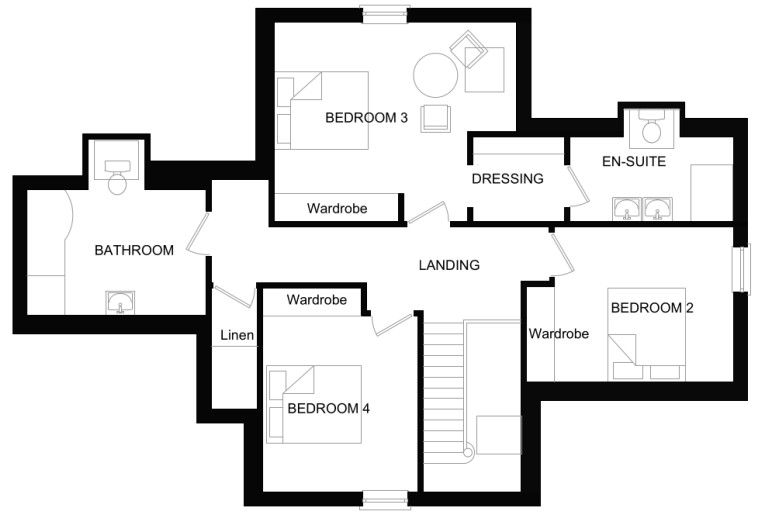 BEDROOM 3
EN-SUITE
DRESSING
Wardrobe
BATHROOM
LANDING
Wardrobe
BEDROOM 2
Linen
Wardrobe
BEDROOM 4